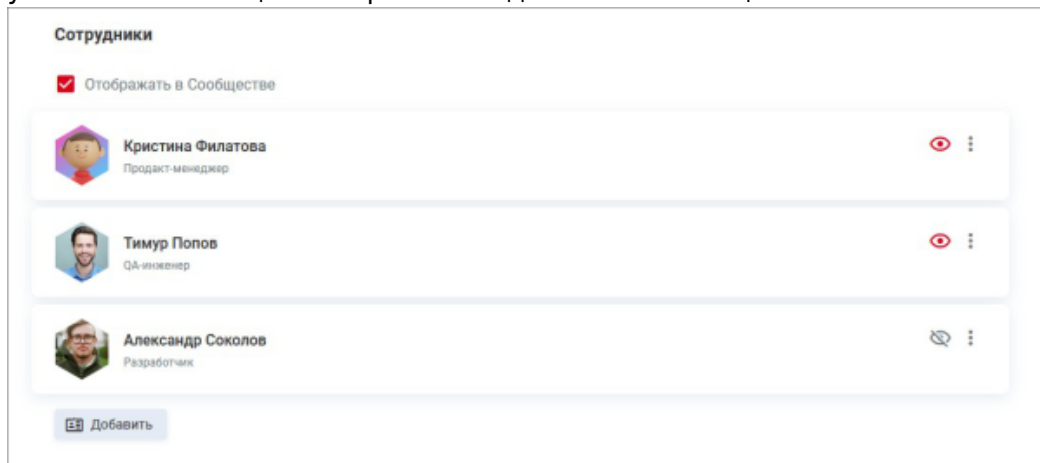 Сотрудники
Отображать в Сообществе
Кристина Филатова
Продакт-менеджер
Тимур Попов
QA-инженер
Александр Соколов
Разработчик
Добавить